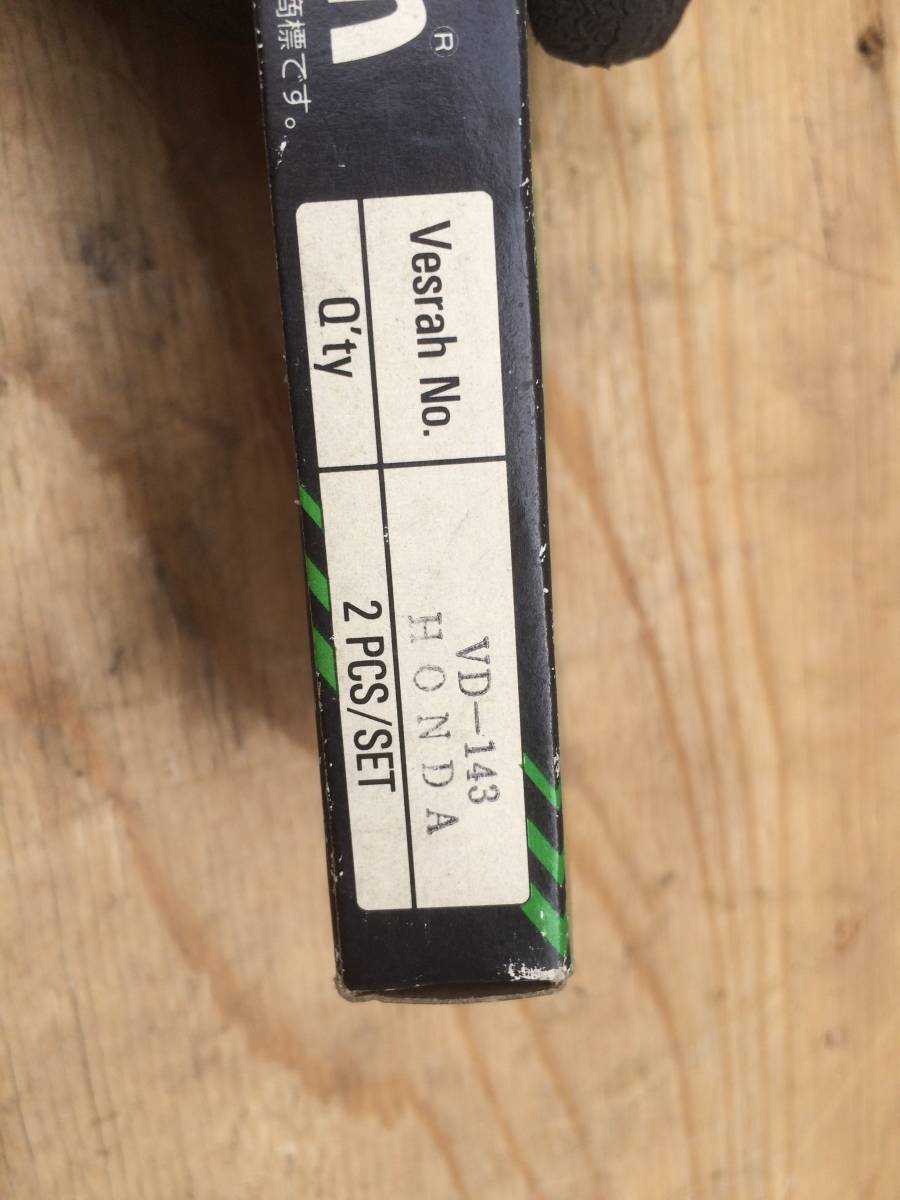 ®
商標です。
Vesrah No.
VD-143
HONDA
Q'ty
2 PCS/SET